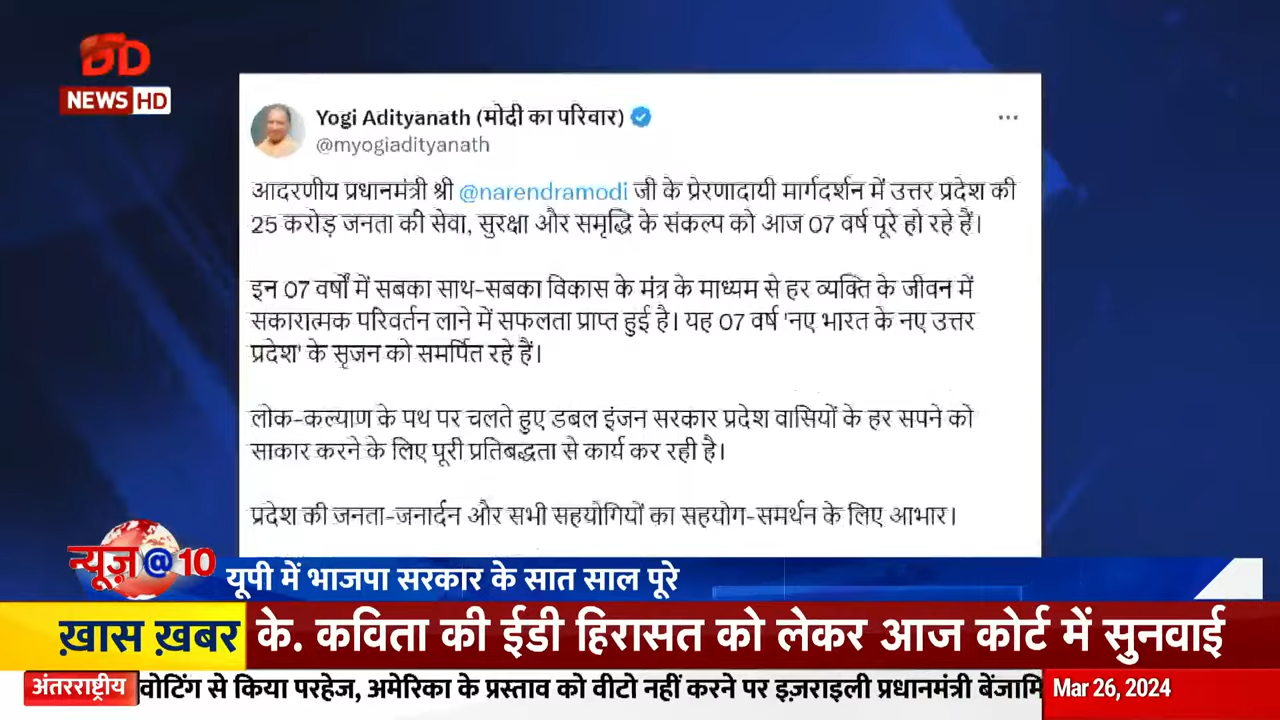 DD
NEWS HD
Yogi Adityanath (मोदी का परिवार)
@myogiadityanath
आदरणीय प्रधानमंत्री श्री @narendramodi जी के प्रेरणादायी मार्गदर्शन में उत्तर प्रदेश की
25 करोड़ जनता की सेवा, सुरक्षा और समृद्धि के संकल्प को आज 07 वर्ष पूरे हो रहे हैं।
इन 07 वर्षों में सबका साथ-सबका विकास के मंत्र के माध्यम से हर व्यक्ति के जीवन में
सकारात्मक परिवर्तन लाने में सफलता प्राप्त हुई है। यह 07 वर्ष 'नए भारत के नए उत्तर
प्रदेश' के सृजन को समर्पित रहे हैं।
लोक-कल्याण के पथ पर चलते हुए डबल इंजन सरकार प्रदेश वासियों के हर सपने को
साकार करने के लिए पूरी प्रतिबद्धता से कार्य कर रही है।
प्रदेश की जनता-जनार्दन और सभी सहयोगियों का सहयोग-समर्थन के लिए आभार।
न्यूज़@10
यूपी में भाजपा सरकार के सात साल पूरे
ख़ास ख़बर
के. कविता की ईडी हिरासत को लेकर आज कोर्ट में सुनवाई
अंतरराष्ट्रीय
वोटिंग से किया परहेज, अमेरिका के प्रस्ताव को वीटो नहीं करने पर इज़राइली प्रधानमंत्री बेंजामि
Mar 26, 2024